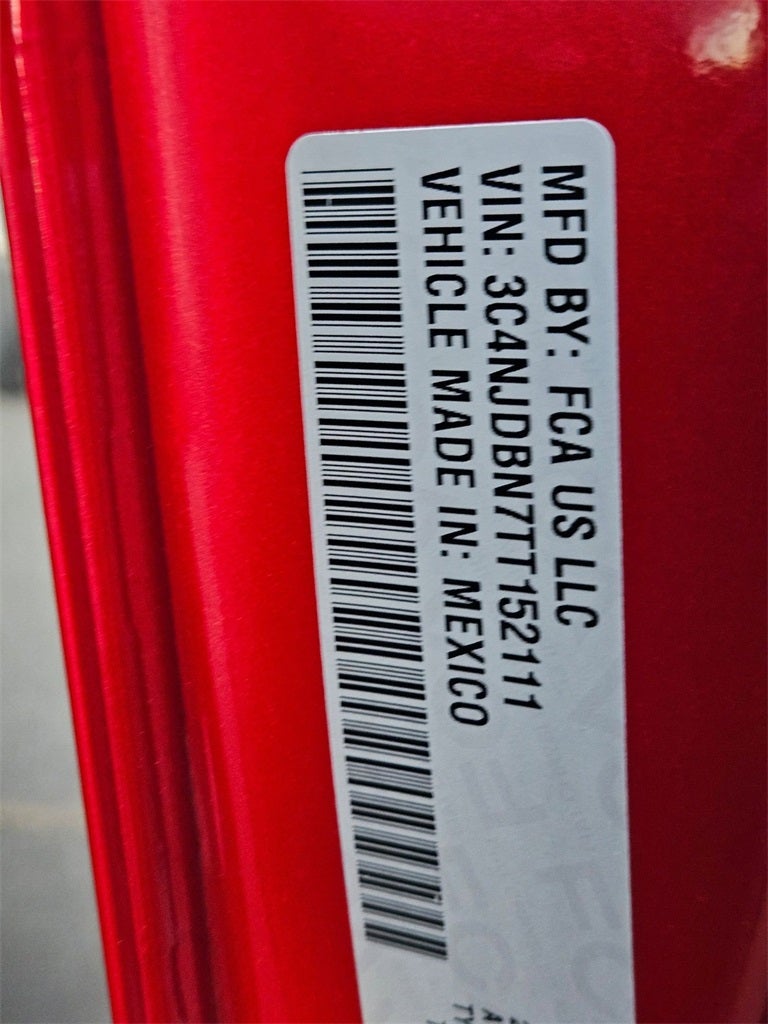 MFD BY: FCA US LLC
VIN: 3C4NJDBN7TT152111
VEHICLE MADE IN: MEXICO